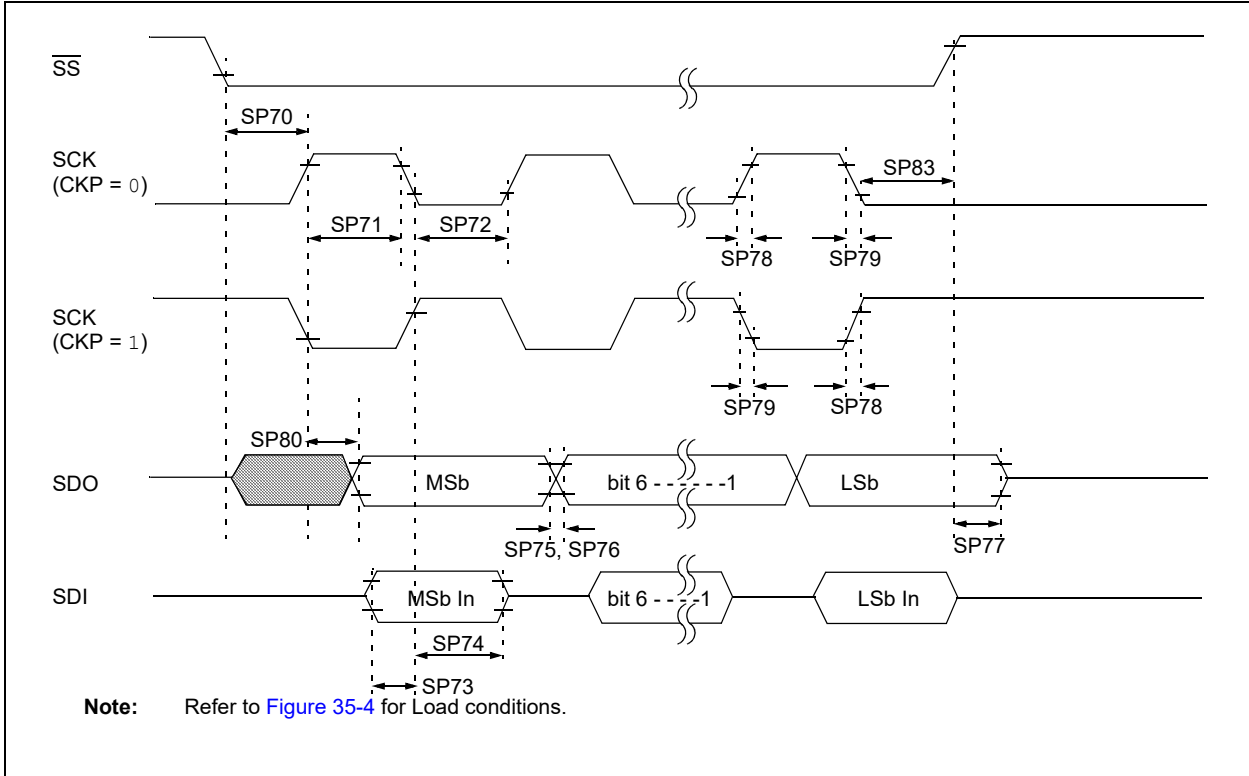 SS
SP70
SCK
(CKP = 0)
SP83
SP71
SP72
SP78
SP79
SCK
(CKP = 1)
SP79
SP78
SP80
SDO
MSb
bit 6 - - - - - -1
LSb
SP75, SP76
SP77
SDI
MSb In
bit 6 - - - -1
LSb In
SP74
SP73
Note: Refer to Figure 35-4 for Load conditions.